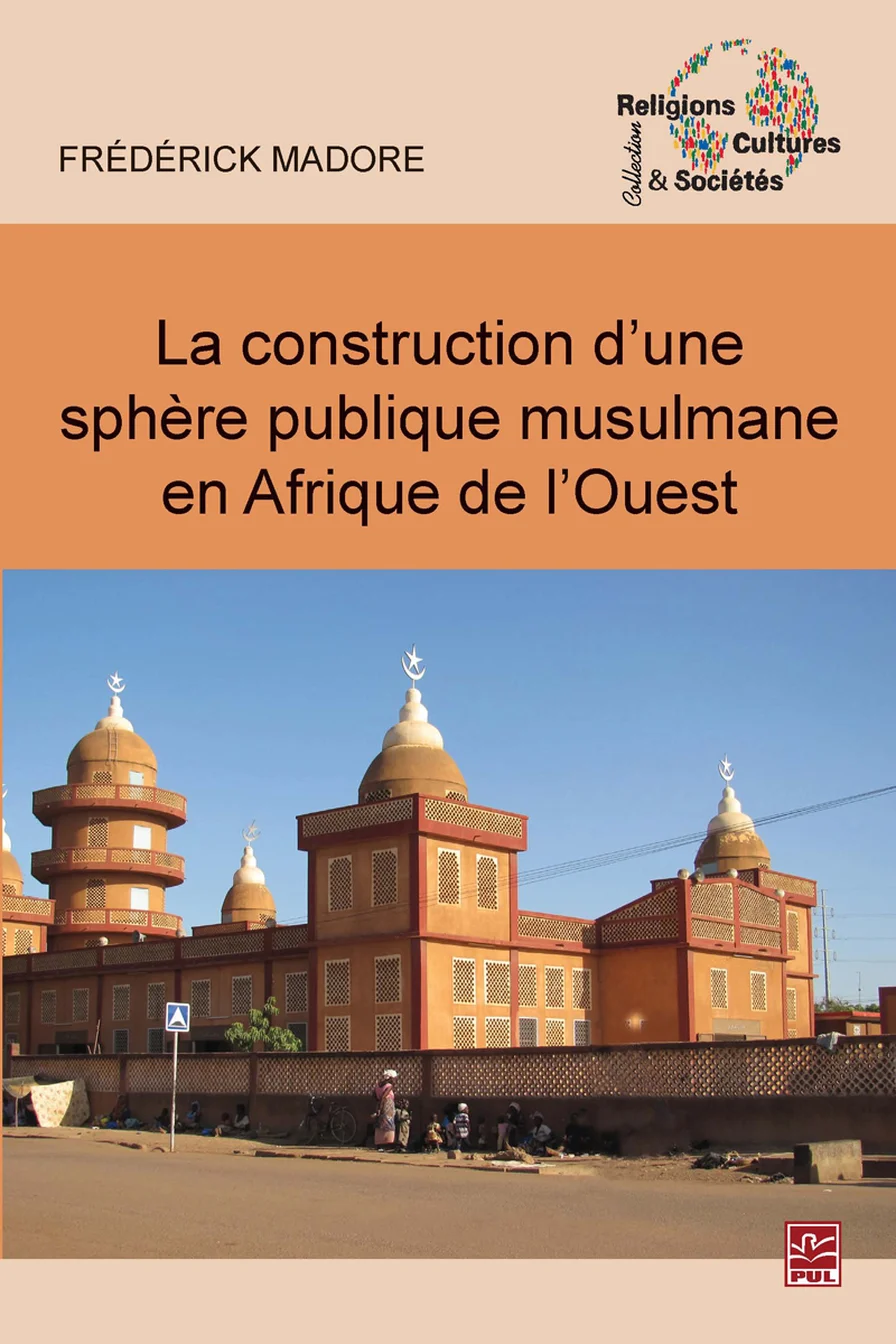 FRÉDÉRICK MADORE
Collection
Religions
Cultures
& Sociétés
La construction d’une
sphère publique musulmane
en Afrique de l’Ouest
PUL